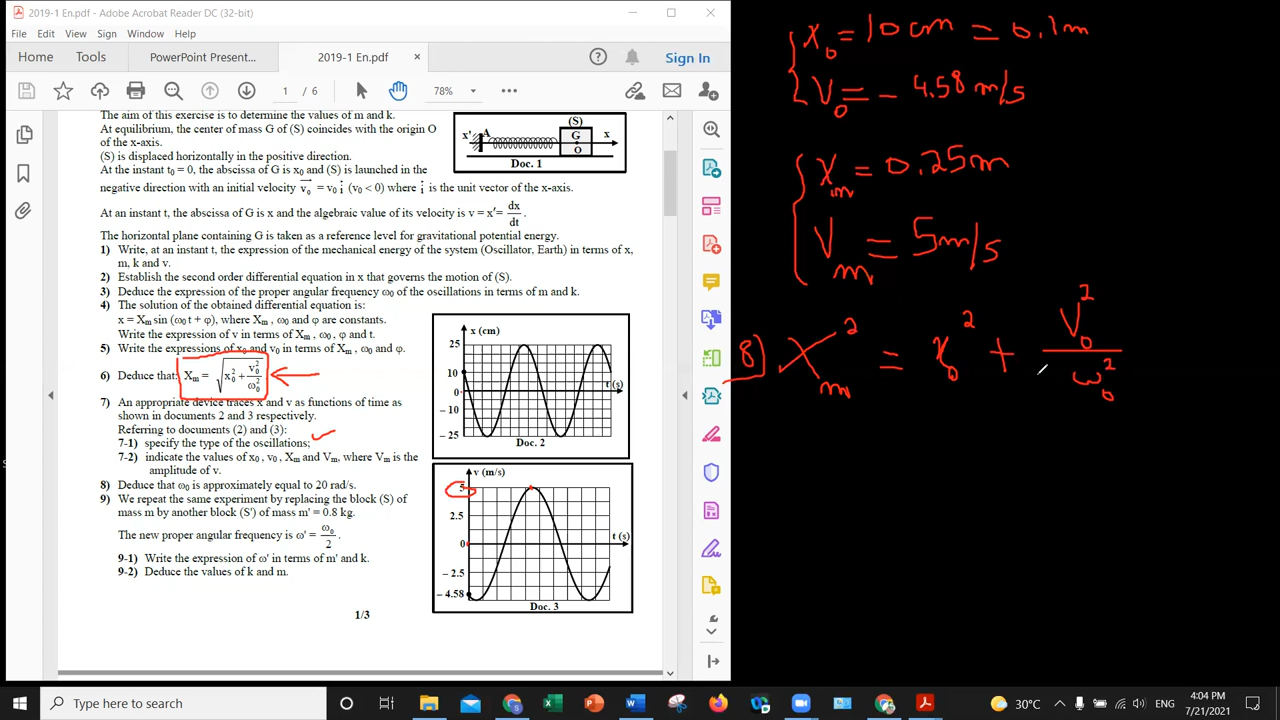 2019-1 En.pdf - Adobe Acrobat Reader DC (32-bit)
File Edit View Sign Window Help
Home Tools PowerPoint Present... 2019-1 En.pdf × Sign In
1 / 6 78%
The aim of this exercise is to determine the values of m and k.
At equilibrium, the center of mass G of (S) coincides with the origin O
of the x-axis.
(S) is displaced horizontally in the positive direction.
At the instant t0 = 0, the abscissa of G is x0 and (S) is launched in the
negative direction with an initial velocity v0 = v0 i (v0 < 0) where i is the unit vector of the x-axis.
(S)
x' A G x
O
Doc. 1
At an instant t, the abscissa of G is x and the algebraic value of its velocity is v = x'= dx/dt .
The horizontal plane containing G is taken as a reference level for gravitational potential energy.
1) Write, at an instant t, the expression of the mechanical energy of the system (Oscillator, Earth) in terms of x,
m, k and v.
2) Establish the second order differential equation in x that governs the motion of (S).
3) Deduce the expression of the proper angular frequency ω0 of the oscillations in terms of m and k.
4) The solution of the obtained differential equation is:
x = Xm sin (ω0 t + φ), where Xm , ω0 and φ are constants.
Write the expression of v in terms of Xm , ω0, φ and t.
5) Write the expressions of x0 and v0 in terms of Xm , ω0 and φ.
6) Deduce that: Xm = √(x0² + v0²/ω0²)
7) An appropriate device traces x and v as functions of time as
shown in documents 2 and 3 respectively.
Referring to documents (2) and (3):
7-1) specify the type of the oscillations;
7-2) indicate the values of x0 , v0 , Xm and Vm, where Vm is the
amplitude of v.
8) Deduce that ω0 is approximately equal to 20 rad/s.
9) We repeat the same experiment by replacing the block (S) of
mass m by another block (S') of mass m' = 0.8 kg.
The new proper angular frequency is ω' = ω0/2 .
9-1) Write the expression of ω' in terms of m' and k.
9-2) Deduce the values of k and m.
1/3
x (cm)
25
10
0
t (s)
– 10
– 25
Doc. 2
v (m/s)
5
2.5
0
t (s)
– 2.5
– 4.58
Doc. 3
x0 = 10 cm = 0.1m
V0 = - 4.58 m/s
Xm = 0.25m
Vm = 5m/s
8) Xm² = x0² + V0²/ω0²
Type here to search
30°C ENG
4:04 PM
7/21/2021